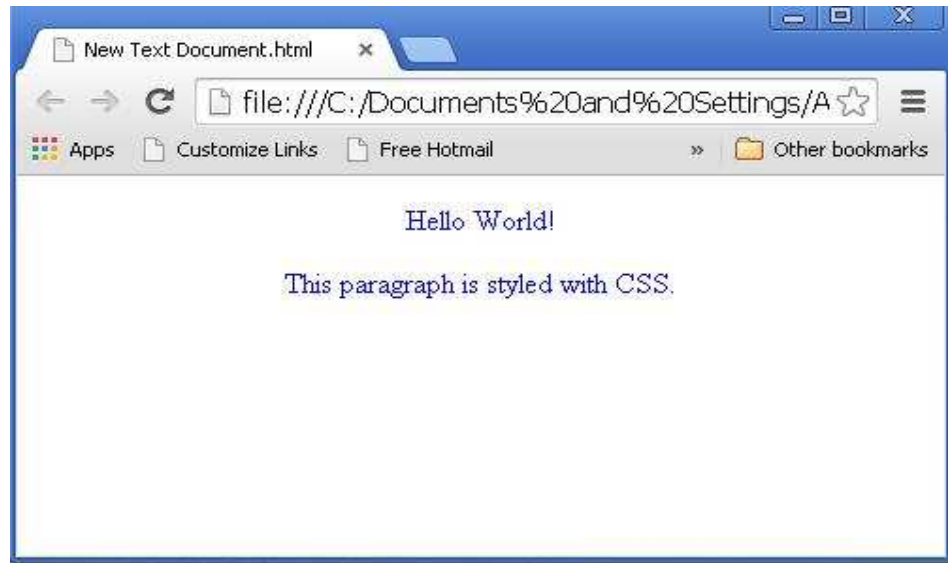 New Text Document.html
file:///C:/Documents%20and%20Settings/A
Apps Customize Links Free Hotmail » Other bookmarks
Hello World!
This paragraph is styled with CSS.